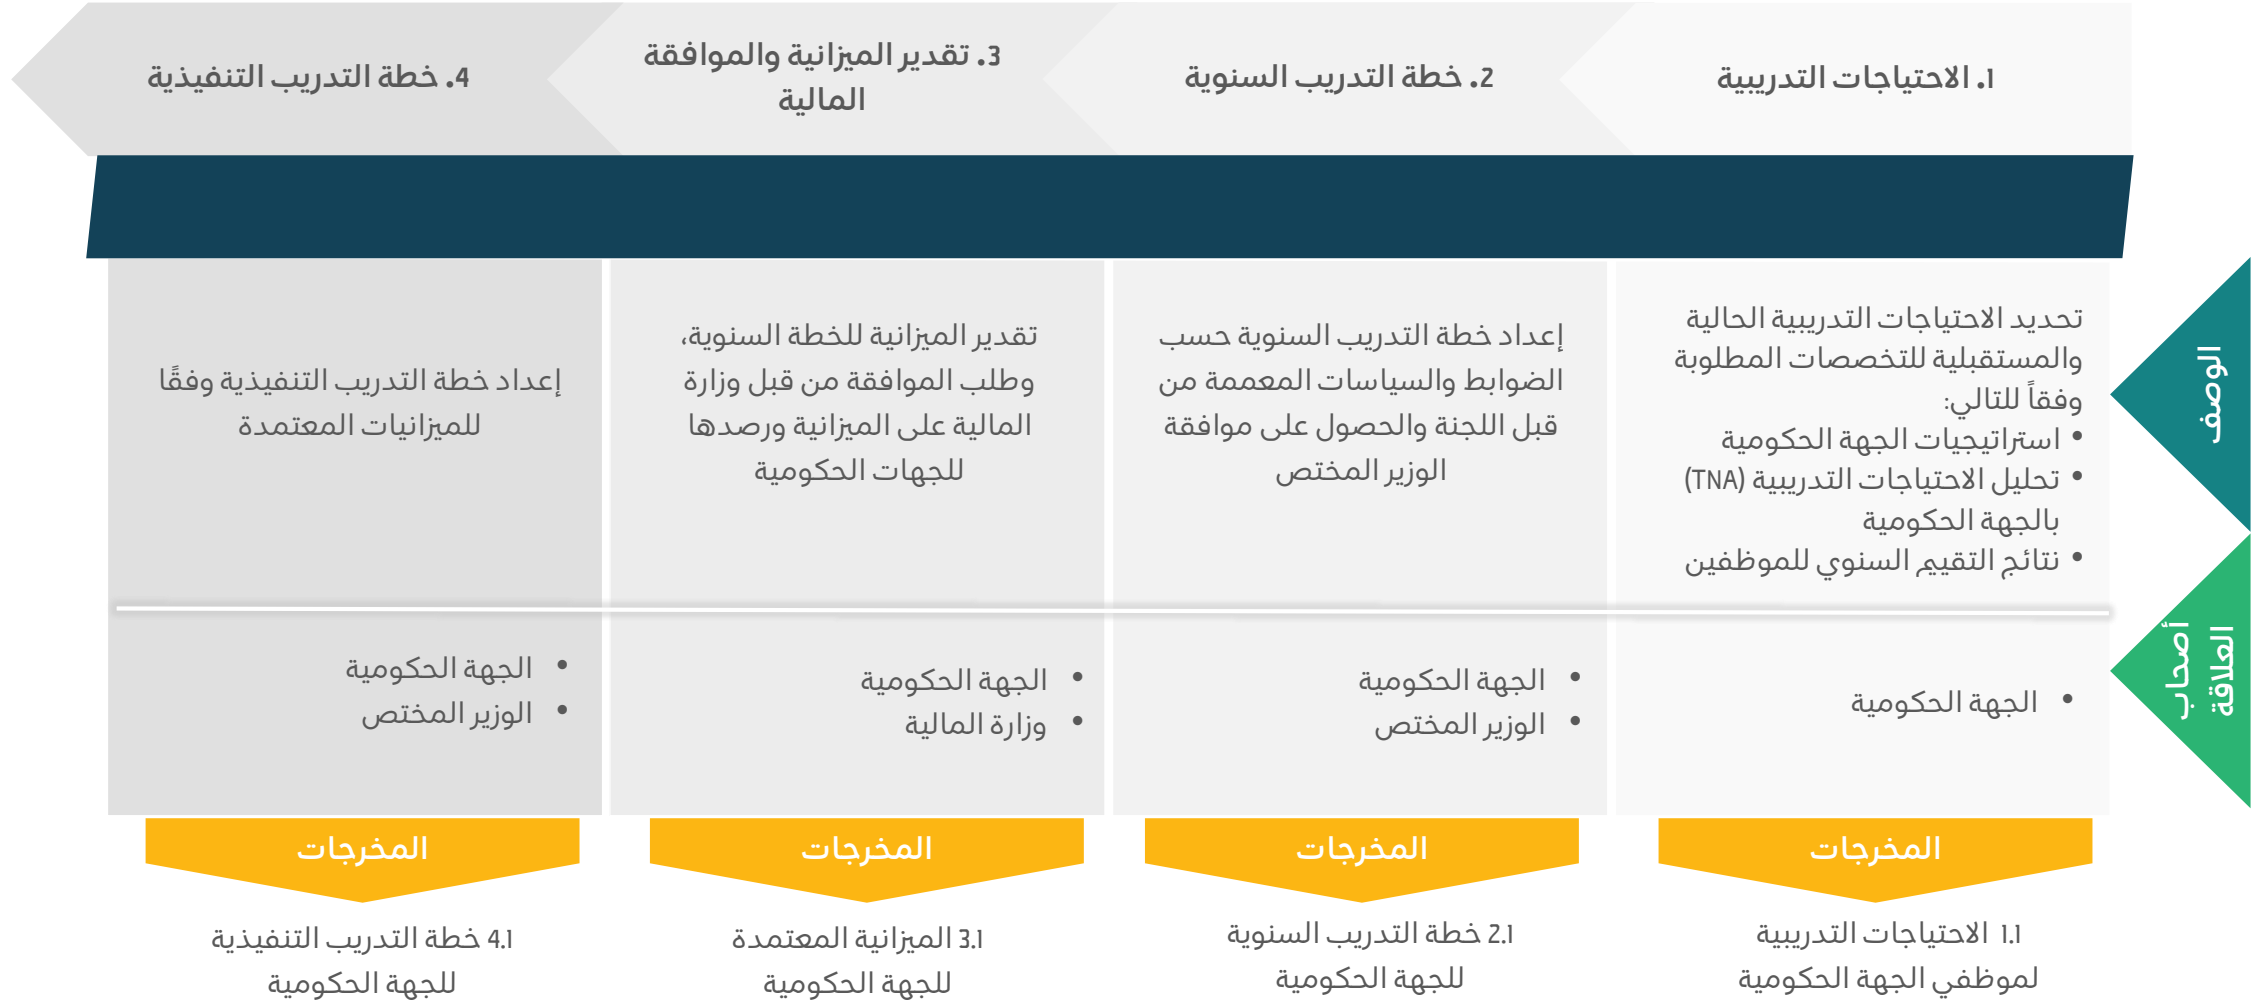 1. الاحتياجات التدريبية
2. خطة التدريب السنوية
3. تقدير الميزانية والموافقة
المالية
4. خطة التدريب التنفيذية
الوصف
تحديد الاحتياجات التدريبية الحالية
والمستقبلية للتخصصات المطلوبة
وفقاً للتالي:
• استراتيجيات الجهة الحكومية
• تحليل الاحتياجات التدريبية (TNA)
بالجهة الحكومية
• نتائج التقييم السنوي للموظفين
إعداد خطة التدريب السنوية حسب
الضوابط والسياسات المعممة من
قبل اللجنة والحصول على موافقة
الوزير المختص
تقدير الميزانية للخطة السنوية،
وطلب الموافقة من قبل وزارة
المالية على الميزانية ورصدها
للجهات الحكومية
إعداد خطة التدريب التنفيذية وفقًا
للميزانيات المعتمدة
أصحاب
العلاقة
• الجهة الحكومية
• الجهة الحكومية
• الوزير المختص
• الجهة الحكومية
• وزارة المالية
• الجهة الحكومية
• الوزير المختص
المخرجات
1.1 الاحتياجات التدريبية
لموظفي الجهة الحكومية
المخرجات
2.1 خطة التدريب السنوية
للجهة الحكومية
المخرجات
3.1 الميزانية المعتمدة
للجهة الحكومية
المخرجات
4.1 خطة التدريب التنفيذية
للجهة الحكومية